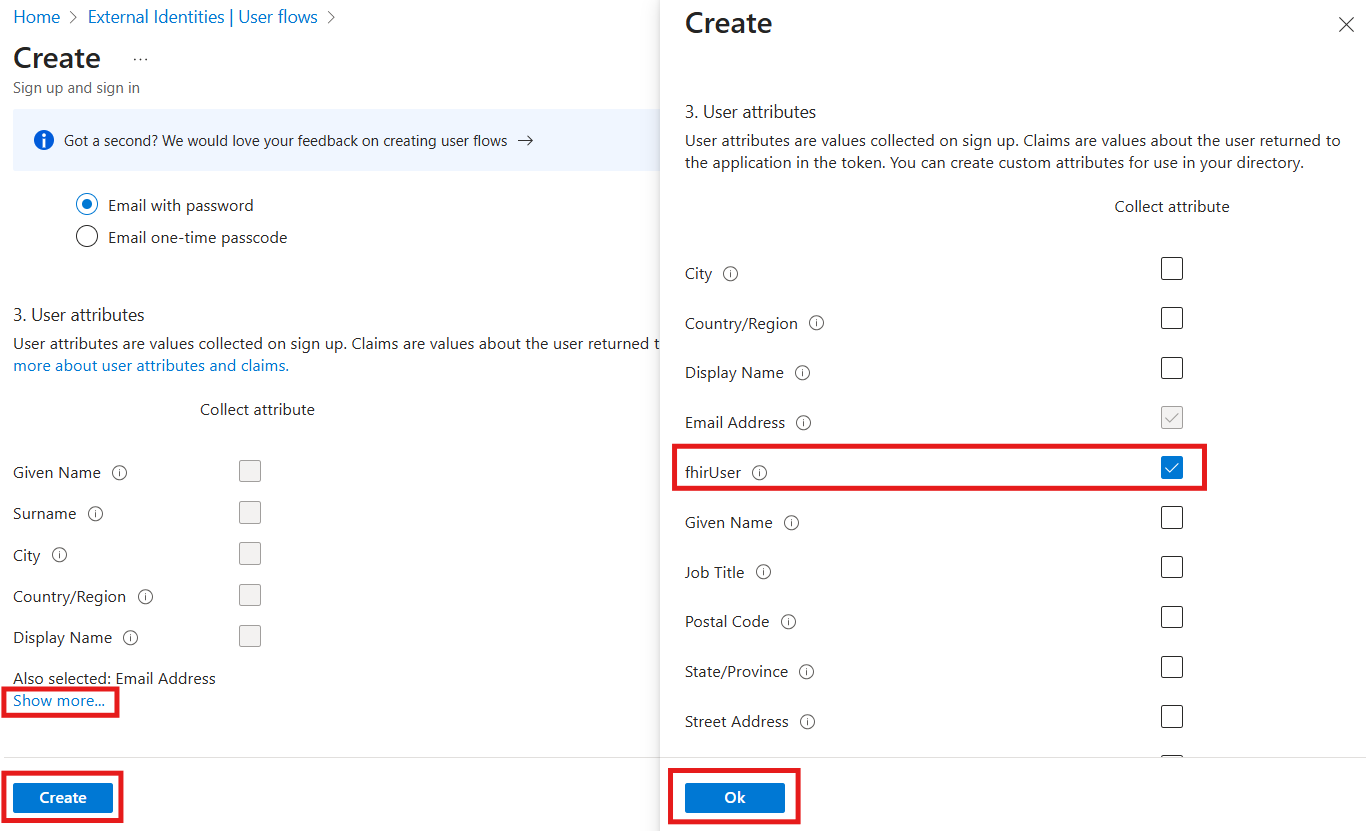 Home > External Identities | User flows >
Create ...
Sign up and sign in
Got a second? We would love your feedback on creating user flows →
Email with password
Email one-time passcode
3. User attributes
User attributes are values collected on sign up. Claims are values about the user returned t
more about user attributes and claims.
Collect attribute
Given Name
Surname
City
Country/Region
Display Name
Also selected: Email Address
Show more...
Create
Create
3. User attributes
User attributes are values collected on sign up. Claims are values about the user returned to
the application in the token. You can create custom attributes for use in your directory.
Collect attribute
City
Country/Region
Display Name
Email Address
fhirUser
Given Name
Job Title
Postal Code
State/Province
Street Address
Ok